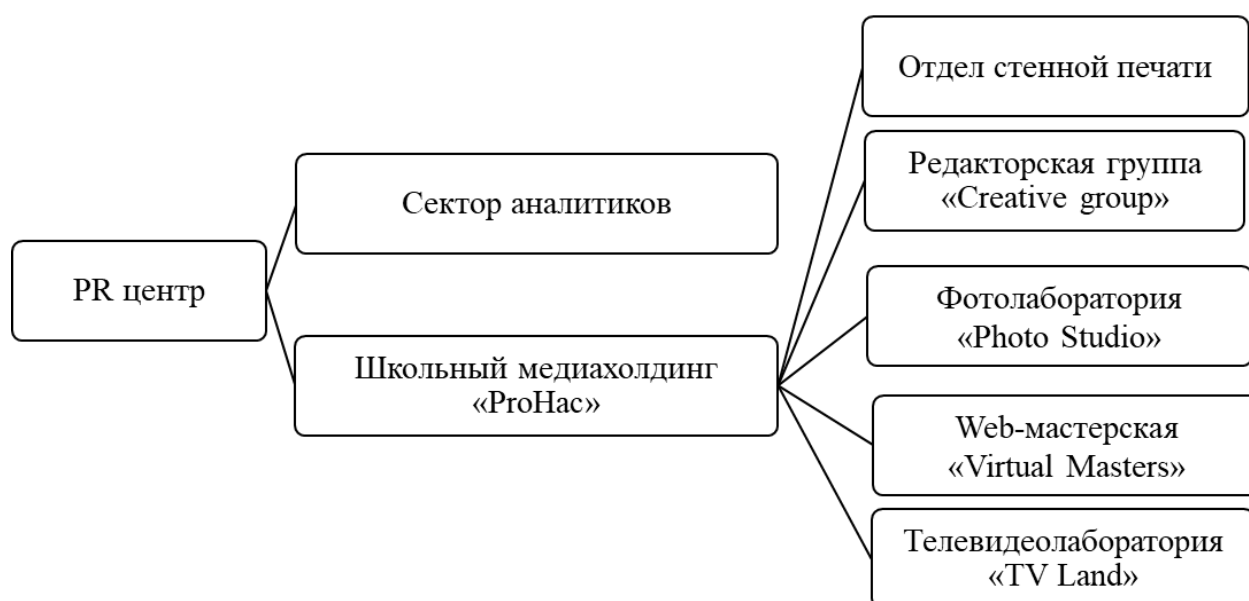 PR центр
Сектор аналитиков
Школьный медиахолдинг
«ProНас»
Отдел стенной печати
Редакторская группа
«Creative group»
Фотолаборатория
«Photo Studio»
Web-мастерская
«Virtual Masters»
Телевидеолаборатория
«TV Land»